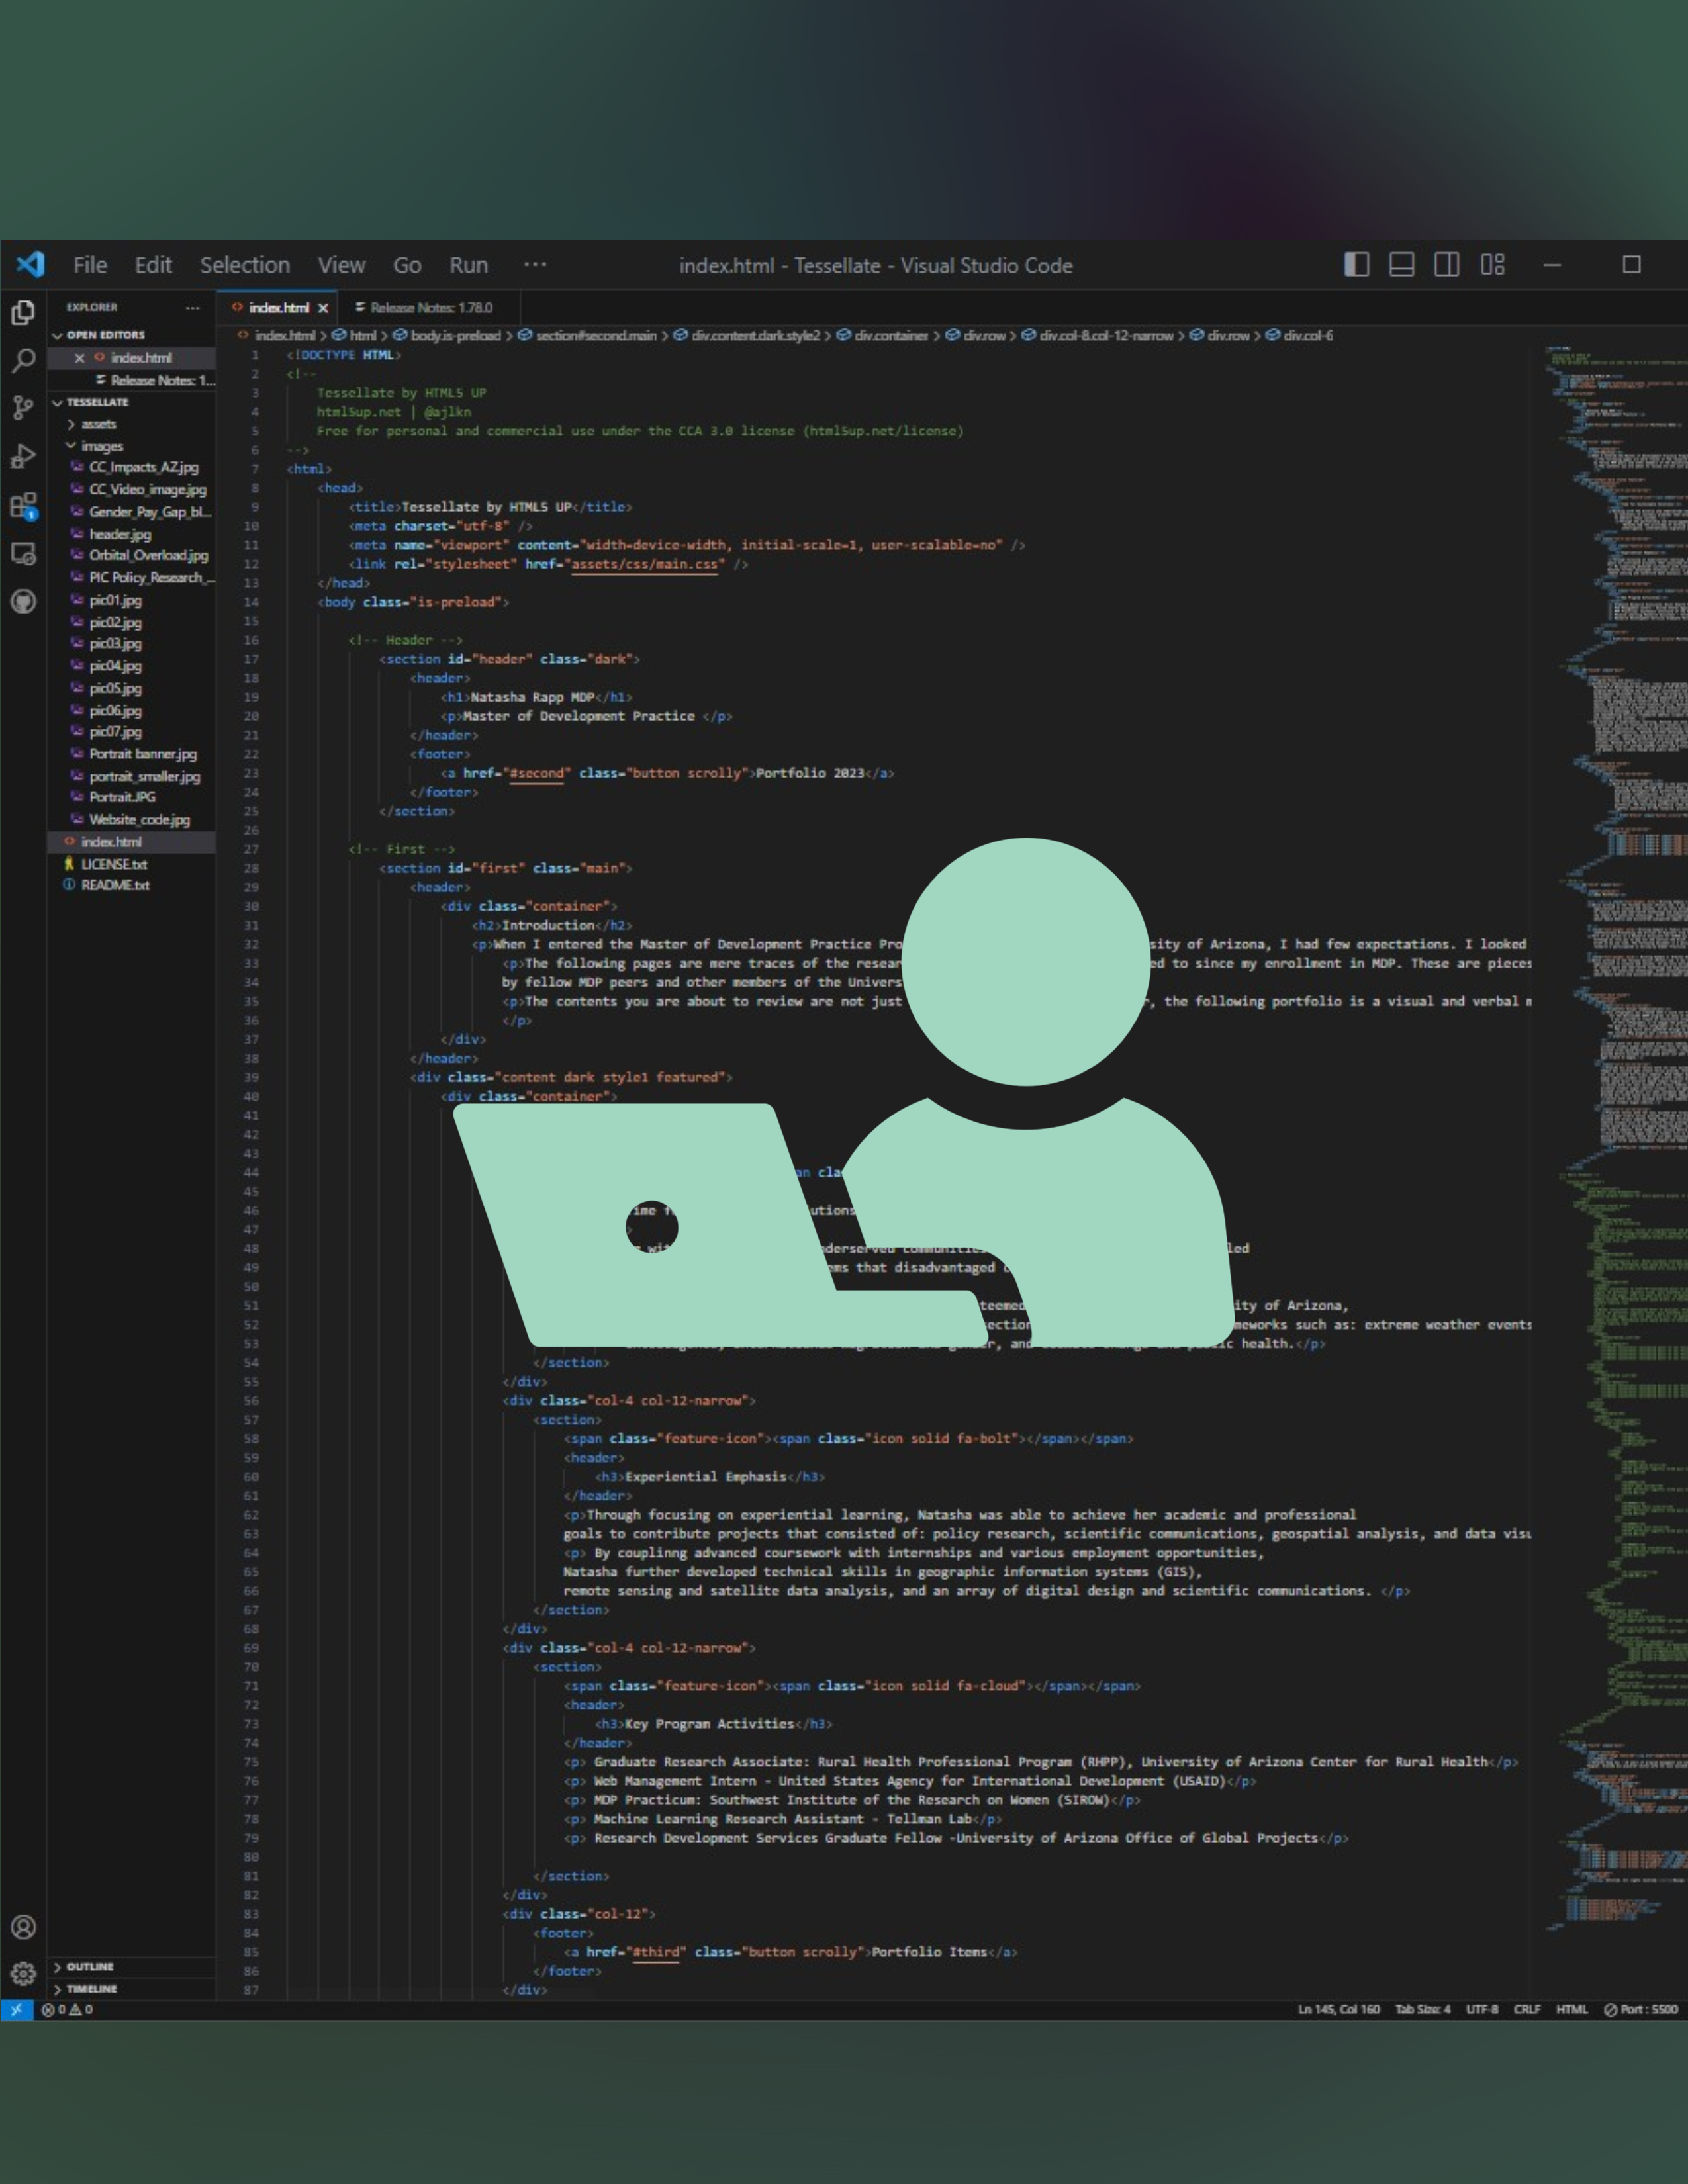 File Edit Selection View Go Run ··· index.html - Tessellate - Visual Studio Code
EXPLORER ···
OPEN EDITORS
index.html
Release Notes: 1...
TESSELLATE
assets
images
CC_Impacts_AZ.jpg
CC_Video_image.jpg
Gender_Pay_Gap_bl...
header.jpg
Orbital_Overload.jpg
PIC Policy_Research_...
pic01.jpg
pic02.jpg
pic03.jpg
pic04.jpg
pic05.jpg
pic06.jpg
pic07.jpg
Portrait banner.jpg
portrait_smaller.jpg
Portrait.JPG
Website_code.jpg
index.html
LICENSE.txt
README.txt
OUTLINE
TIMELINE
index.html Release Notes: 1.78.0
index.html > html > body.is-preload > section#second.main > div.content.dark.style2 > div.container > div.row > div.col-8.col-12-narrow > div.row > div.col-6
1 <!DOCTYPE HTML>
2 <!--
3 Tessellate by HTML5 UP
4 html5up.net | @ajlkn
5 Free for personal and commercial use under the CCA 3.0 license (html5up.net/license)
6 -->
7 <html>
8 <head>
9 <title>Tessellate by HTML5 UP</title>
10 <meta charset="utf-8" />
11 <meta name="viewport" content="width=device-width, initial-scale=1, user-scalable=no" />
12 <link rel="stylesheet" href="assets/css/main.css" />
13 </head>
14 <body class="is-preload">
15
16 <!-- Header -->
17 <section id="header" class="dark">
18 <header>
19 <h1>Natasha Rapp MDP</h1>
20 <p>Master of Development Practice </p>
21 </header>
22 <footer>
23 <a href="#second" class="button scrolly">Portfolio 2023</a>
24 </footer>
25 </section>
26
27 <!-- First -->
28 <section id="first" class="main">
29 <header>
30 <div class="container">
31 <h2>Introduction</h2>
32 <p>When I entered the Master of Development Practice Pro sity of Arizona, I had few expectations. I looked
33 <p>The following pages are mere traces of the resear ed to since my enrollment in MDP. These are pieces
34 by fellow MDP peers and other members of the Univers
35 <p>The contents you are about to review are not just , the following portfolio is a visual and verbal
36 </p>
37 </div>
38 </header>
39 <div class="content dark style1 featured">
40 <div class="container">
41
42
43
44 an cla
45
46 ime utions
47
48 wi communities led
49 ems that disadvantaged
50
51 teemed ity of Arizona,
52 ection meworks such as: extreme weather events
53 and health.</p>
54 </section>
55 </div>
56 <div class="col-4 col-12-narrow">
57 <section>
58 <span class="feature-icon"><span class="icon solid fa-bolt"></span></span>
59 <header>
60 <h3>Experiential Emphasis</h3>
61 </header>
62 <p>Through focusing on experiential learning, Natasha was able to achieve her academic and professional
63 goals to contribute projects that consisted of: policy research, scientific communications, geospatial analysis, and data visu
64 <p> By couplinng advanced coursework with internships and various employment opportunities,
65 Natasha further developed technical skills in geographic information systems (GIS),
66 remote sensing and satellite data analysis, and an array of digital design and scientific communications. </p>
67 </section>
68 </div>
69 <div class="col-4 col-12-narrow">
70 <section>
71 <span class="feature-icon"><span class="icon solid fa-cloud"></span></span>
72 <header>
73 <h3>Key Program Activities</h3>
74 </header>
75 <p> Graduate Research Associate: Rural Health Professional Program (RHPP), University of Arizona Center for Rural Health</p>
76 <p> Web Management Intern - United States Agency for International Development (USAID)</p>
77 <p> MDP Practicum: Southwest Institute of the Research on Women (SIROW)</p>
78 <p> Machine Learning Research Assistant - Tellman Lab</p>
79 <p> Research Development Services Graduate Fellow -University of Arizona Office of Global Projects</p>
80
81 </section>
82 </div>
83 <div class="col-12">
84 <footer>
85 <a href="#third" class="button scrolly">Portfolio Items</a>
86 </footer>
87 </div>
0 0 Ln 145, Col 160 Tab Size: 4 UTF-8 CRLF HTML Port : 5500